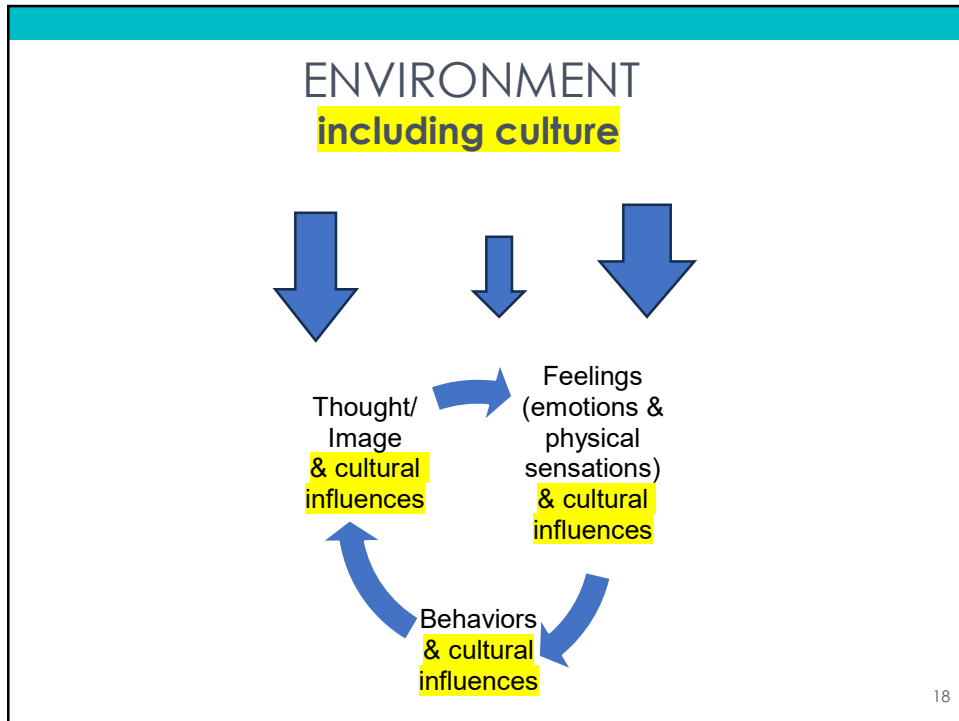 ENVIRONMENT
including culture
Thought/
Image
& cultural
influences
Feelings
(emotions &
physical
sensations)
& cultural
influences
Behaviors
& cultural
influences
18